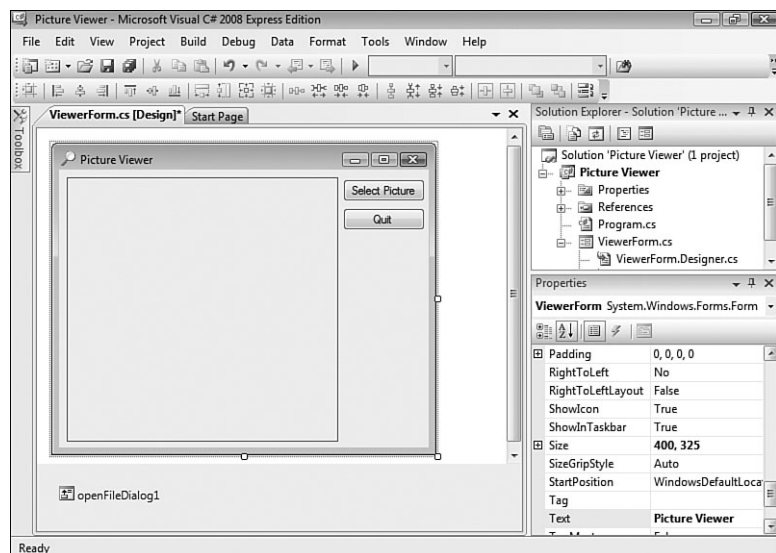 Picture Viewer - Microsoft Visual C# 2008 Express Edition
File Edit View Project Build Debug Data Format Tools Window Help
Toolbox
ViewerForm.cs [Design]* Start Page
Picture Viewer
Select Picture
Quit
openFileDialog1
Solution Explorer - Solution 'Picture ...
Solution 'Picture Viewer' (1 project)
Picture Viewer
Properties
References
Program.cs
ViewerForm.cs
ViewerForm.Designer.cs
Properties
ViewerForm System.Windows.Forms.Form
Padding 0, 0, 0, 0
RightToLeft No
RightToLeftLayout False
ShowIcon True
ShowInTaskbar True
Size 400, 325
SizeGripStyle Auto
StartPosition WindowsDefaultLoca
Tag
Text Picture Viewer
Ready